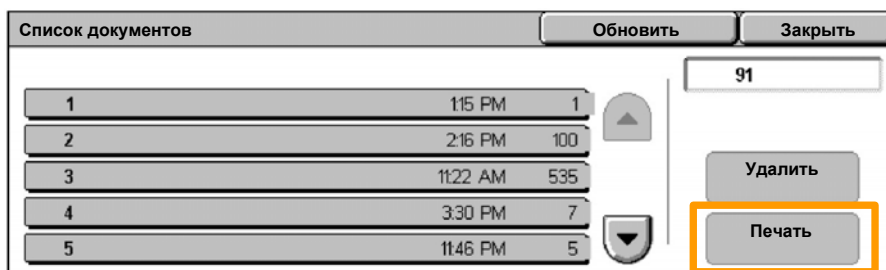 Список документов Обновить Закрыть
91
1 1:15 PM 1
2 2:16 PM 100
3 11:22 AM 535
4 3:30 PM 7
5 11:46 PM 5
Удалить
Печать